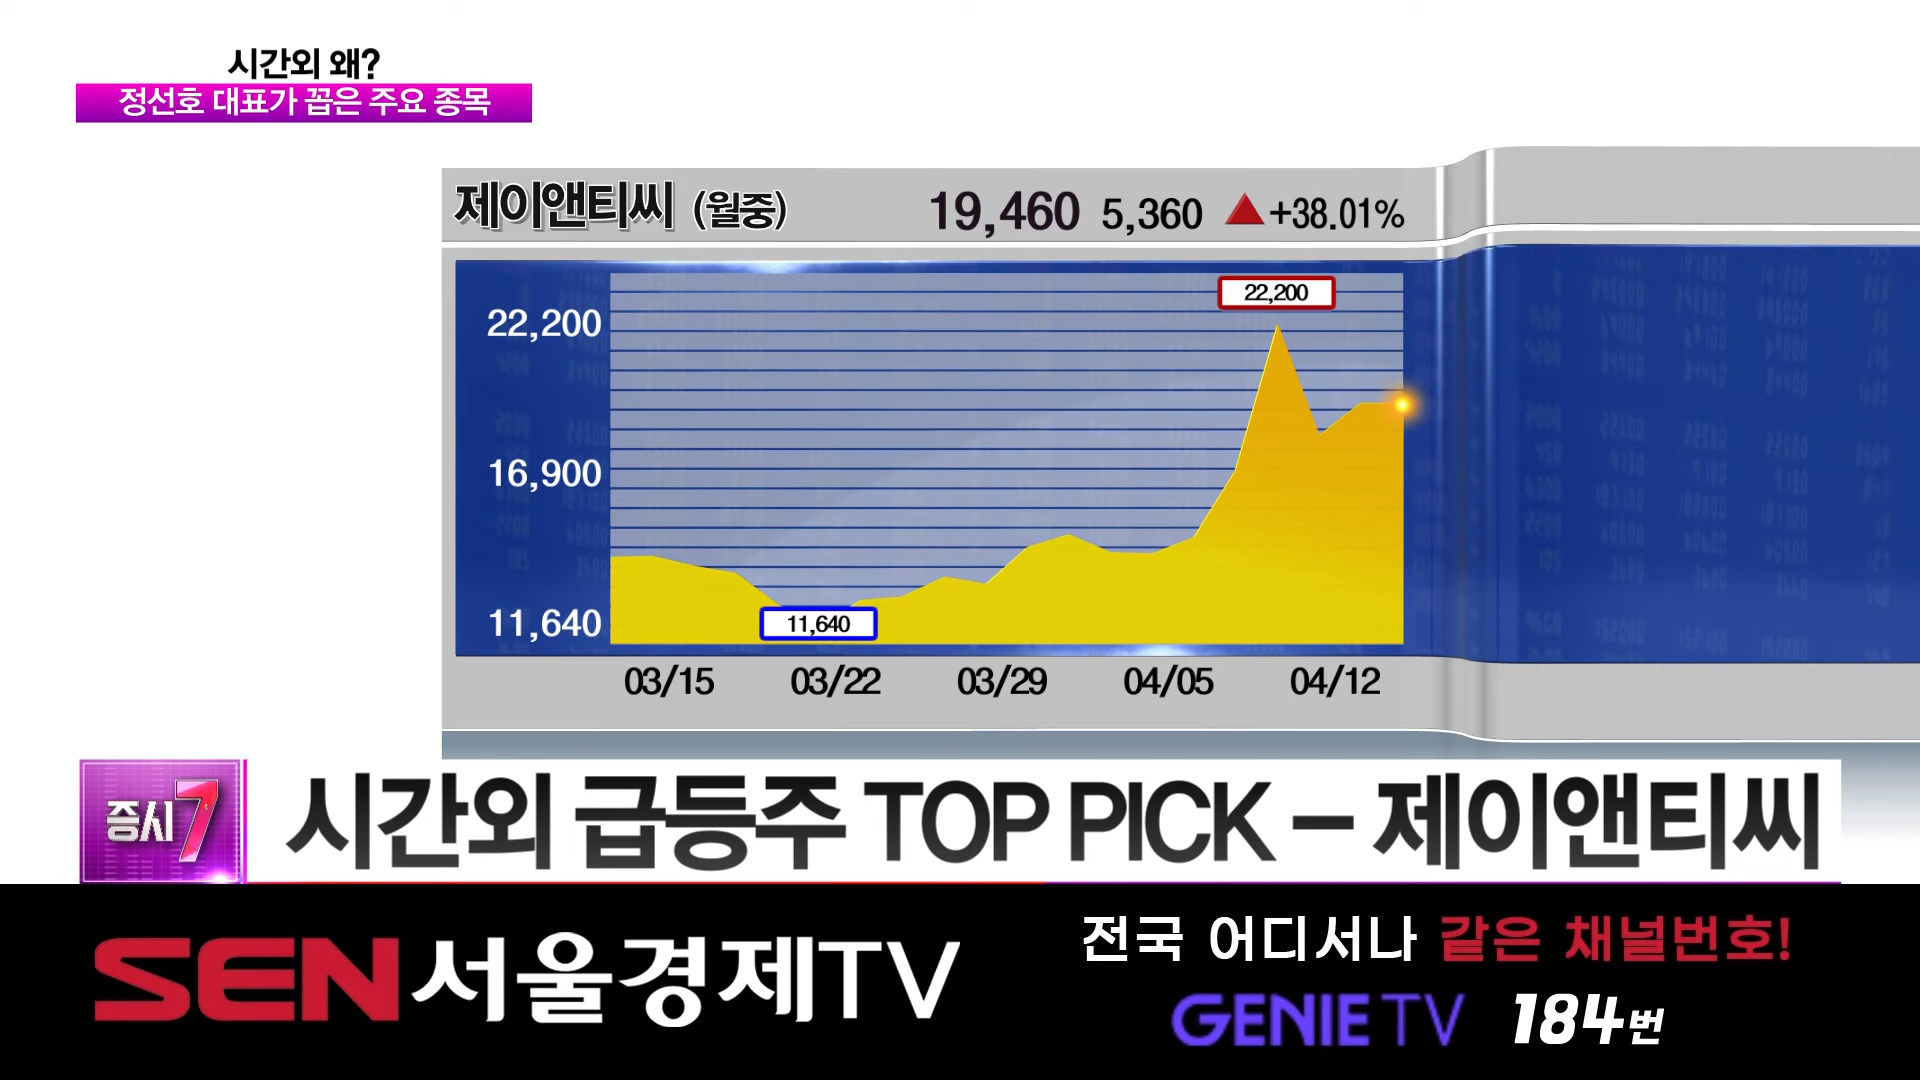 시간외 왜?
정선호 대표가 꼽은 주요 종목
제이앤티씨 (월중) 19,460 5,360 ▲+38.01%
22,200
22,200
16,900
11,640
11,640
03/15 03/22 03/29 04/05 04/12
증시7
시간외 급등주 TOP PICK – 제이앤티씨
SEN서울경제TV
전국 어디서나 같은 채널번호!
GENIE TV 184번